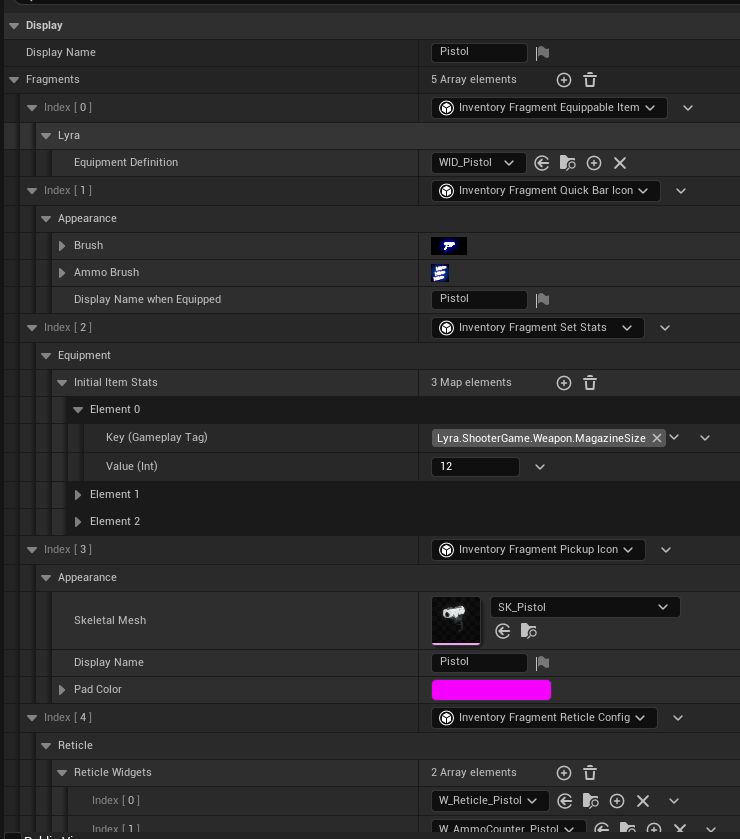 Display
Display Name Pistol
Fragments 5 Array elements
Index [ 0 ] Inventory Fragment Equippable Item
Lyra
Equipment Definition WID_Pistol
Index [ 1 ] Inventory Fragment Quick Bar Icon
Appearance
Brush
Ammo Brush
Display Name when Equipped Pistol
Index [ 2 ] Inventory Fragment Set Stats
Equipment
Initial Item Stats 3 Map elements
Element 0
Key (Gameplay Tag) Lyra.ShooterGame.Weapon.MagazineSize
Value (Int) 12
Element 1
Element 2
Index [ 3 ] Inventory Fragment Pickup Icon
Appearance
Skeletal Mesh SK_Pistol
Display Name Pistol
Pad Color
Index [ 4 ] Inventory Fragment Reticle Config
Reticle
Reticle Widgets 2 Array elements
Index [ 0 ] W_Reticle_Pistol
Index [ 1 ] W_AmmoCounter_Pistol